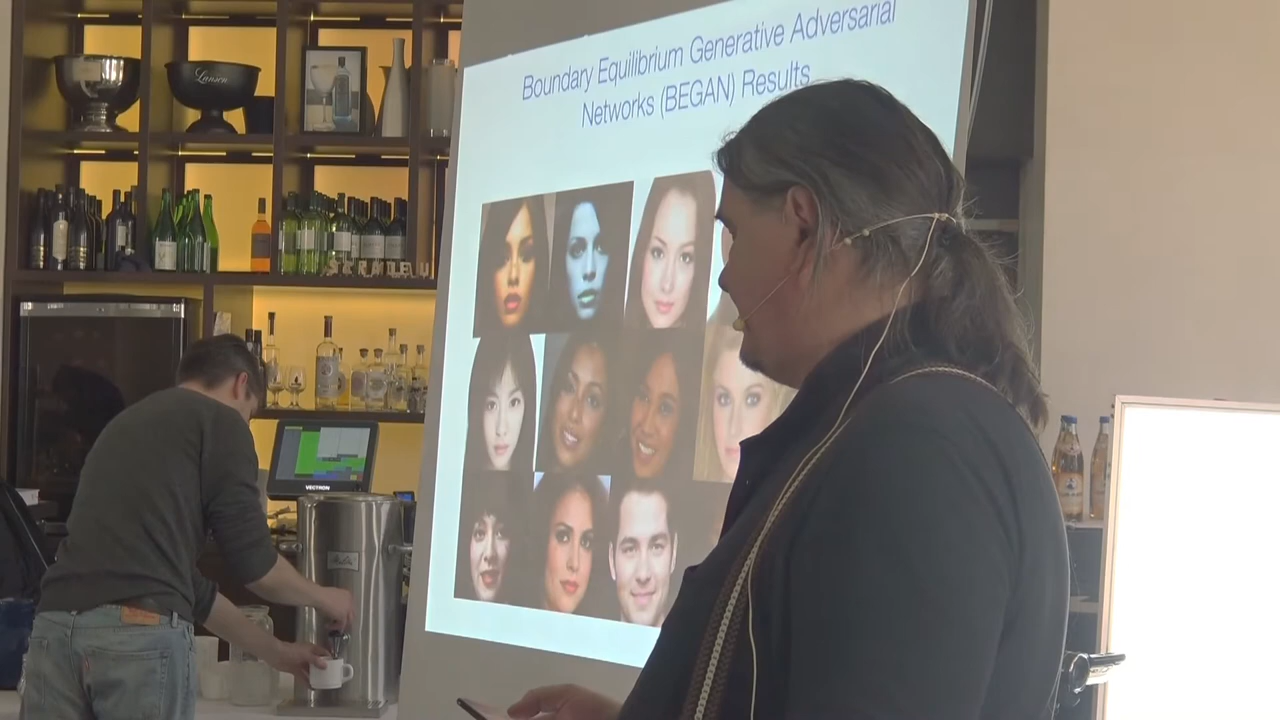 Boundary Equilibrium Generative Adversarial
Networks (BEGAN) Results
Lanson
VECTRON